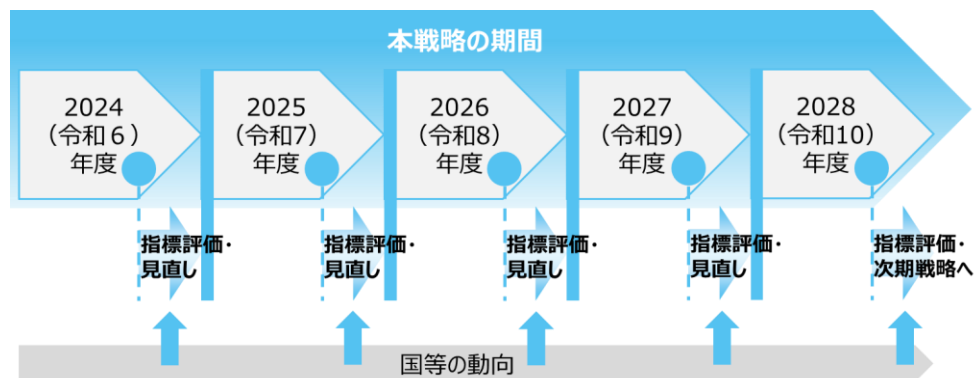 本戦略の期間
2024
（令和６）
年度
2025
（令和7）
年度
2026
（令和8）
年度
2027
（令和9）
年度
2028
（令和10）
年度
指標評価・
見直し
指標評価・
見直し
指標評価・
見直し
指標評価・
見直し
指標評価・
次期戦略へ
国等の動向